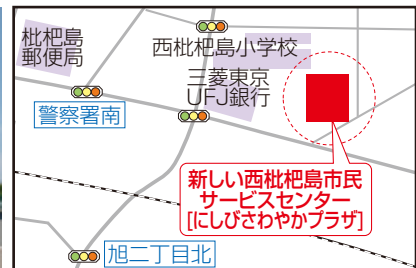 枇杷島
郵便局
西枇杷島小学校
三菱東京
UFJ銀行
警察署南
新しい西枇杷島市民
サービスセンター
[にしびさわやかプラザ]
旭二丁目北